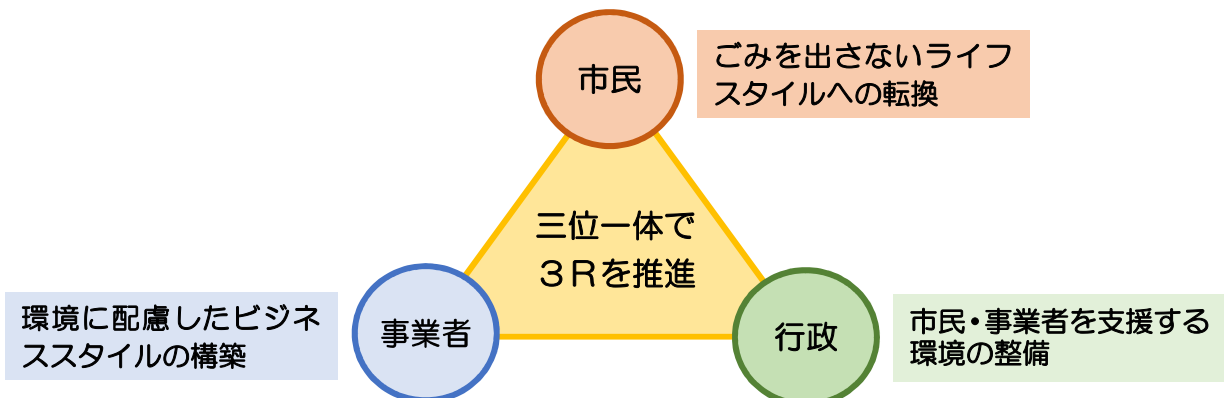 市民
ごみを出さないライフ
スタイルへの転換
三位一体で
３Rを推進
事業者
環境に配慮したビジネ
ススタイルの構築
行政
市民・事業者を支援する
環境の整備